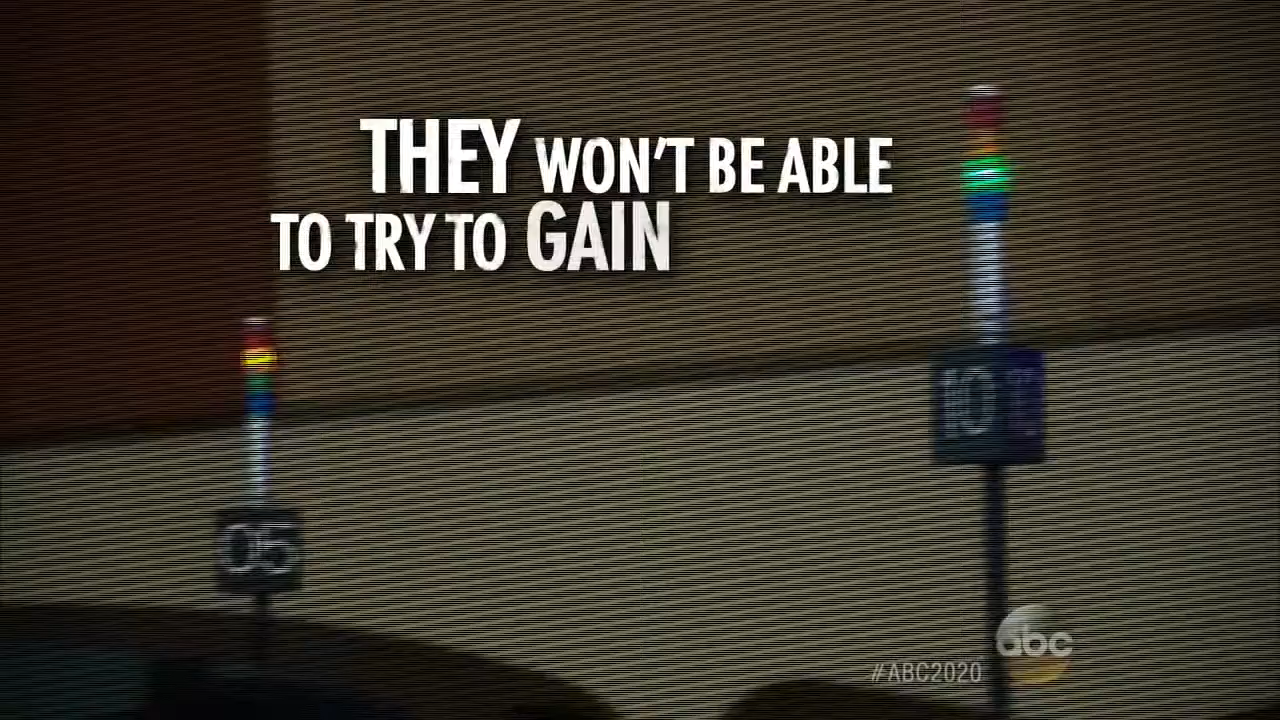 THEY WON'T BE ABLE
TO TRY TO GAIN
10
05
abc
#ABC2020